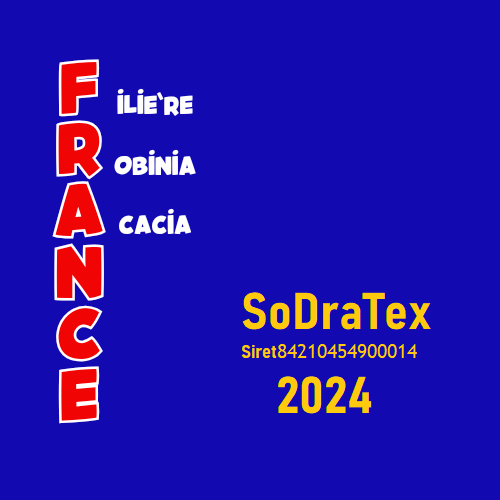 FRANCE
iLiE`RE
OBiNiA
CACiA
SoDraTex
Siret84210454900014
2024